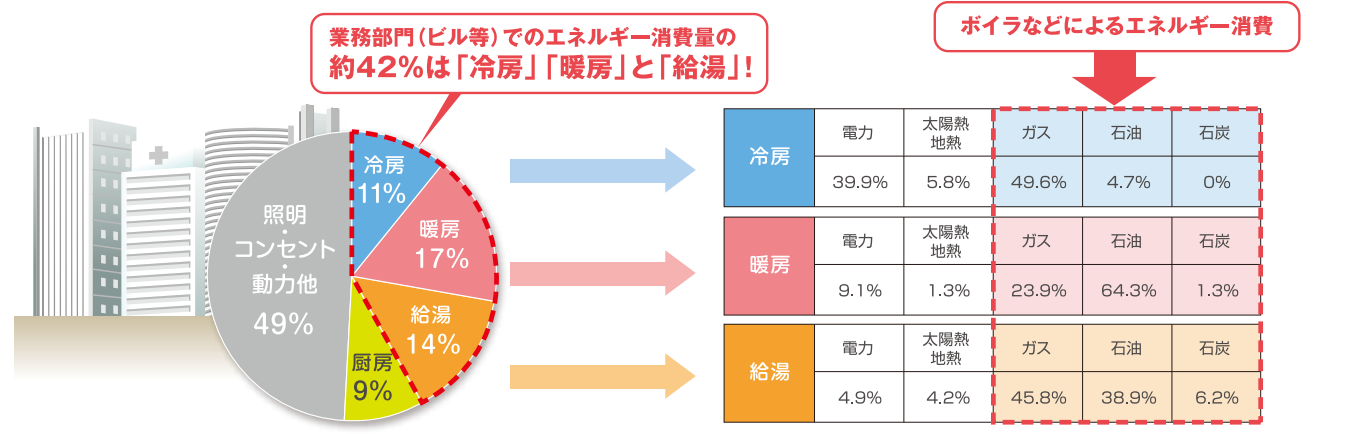 業務部門(ビル等)でのエネルギー消費量の
約42%は「冷房」「暖房」と「給湯」!
ボイラなどによるエネルギー消費
冷房
11%
暖房
17%
給湯
14%
厨房
9%
照明
・
コンセント
・
動力他
49%
冷房
電力 太陽熱 地熱 ガス 石油 石炭
39.9% 5.8% 49.6% 4.7% 0%
暖房
電力 太陽熱 地熱 ガス 石油 石炭
9.1% 1.3% 23.9% 64.3% 1.3%
給湯
電力 太陽熱 地熱 ガス 石油 石炭
4.9% 4.2% 45.8% 38.9% 6.2%